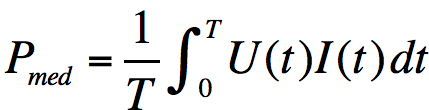 P_med = 1/T ∫_0^T U(t)I(t) dt